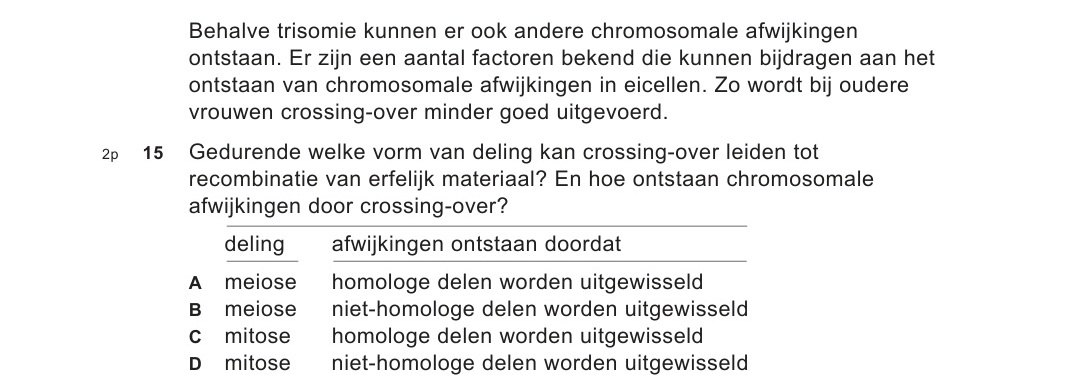 Behalve trisomie kunnen er ook andere chromosomale afwijkingen
ontstaan. Er zijn een aantal factoren bekend die kunnen bijdragen aan het
ontstaan van chromosomale afwijkingen in eicellen. Zo wordt bij oudere
vrouwen crossing-over minder goed uitgevoerd.
2p 15 Gedurende welke vorm van deling kan crossing-over leiden tot
recombinatie van erfelijk materiaal? En hoe ontstaan chromosomale
afwijkingen door crossing-over?
deling afwijkingen ontstaan doordat
A meiose homologe delen worden uitgewisseld
B meiose niet-homologe delen worden uitgewisseld
C mitose homologe delen worden uitgewisseld
D mitose niet-homologe delen worden uitgewisseld